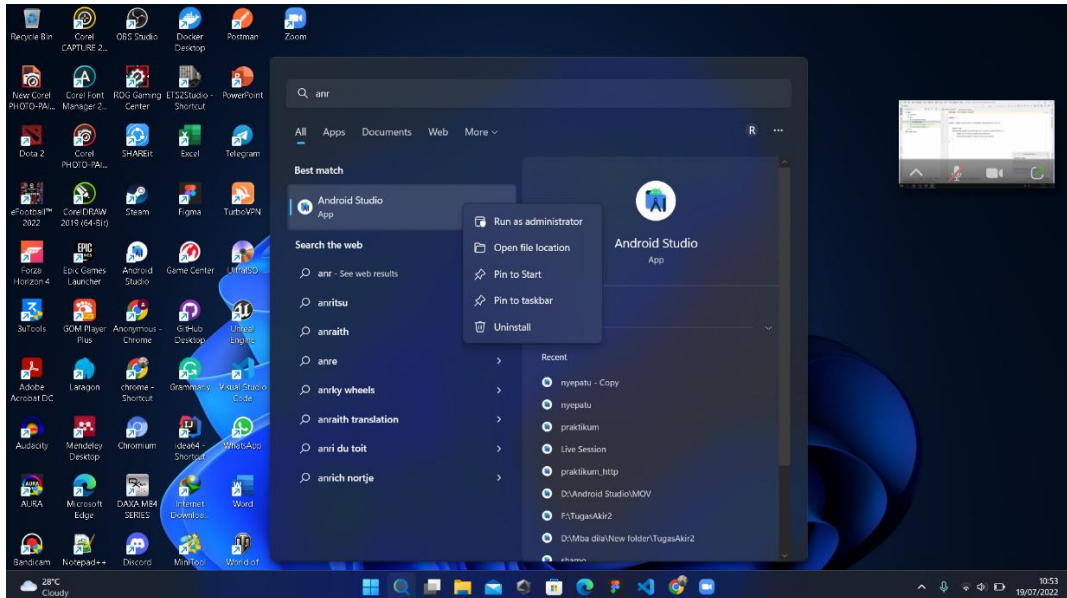 Recycle Bin
Corel CAPTURE 2...
OBS Studio
Docker Desktop
Postman
Zoom
New Corel PHOTO-PAI...
Corel Font Manager 2...
ROG Gaming Center
ETS2Studio - Shortcut
PowerPoint
Dota 2
Corel PHOTO-PAI...
SHAREit
Excel
Telegram
eFootball™ 2022
CorelDRAW 2019 (64-Bit)
Steam
Figma
TurboVPN
Forza Horizon 4
Epic Games Launcher
Android Studio
Game Center
UltraISO
3uTools
GOM Player Plus
Anonymous - Chrome
GitHub Desktop
Unreal Engine
Adobe Acrobat DC
Laragon
chrome - Shortcut
Grammarly
Visual Studio Code
Audacity
Mendeley Desktop
Chromium
idea64 - Shortcut
WhatsApp
AURA
Microsoft Edge
DAXA M84 SERIES
Internet Downloa...
Word
Bandicam
Notepad++
Discord
MiniTool
World of
anr
All Apps Documents Web More
R ...
Best match
Android Studio
App
Search the web
anr - See web results
anritsu
anraith
anre
anrky wheels
anraith translation
anri du toit
anrich nortje
Run as administrator
Open file location
Pin to Start
Pin to taskbar
Uninstall
Android Studio
App
Recent
nyepatu - Copy
nyepatu
praktikum
Live Session
praktikum_http
D:\Android Studio\MOV
F:\TugasAkir2
D:\Mba dila\New folder\TugasAkir2
28°C
Cloudy
10:53
19/07/2022